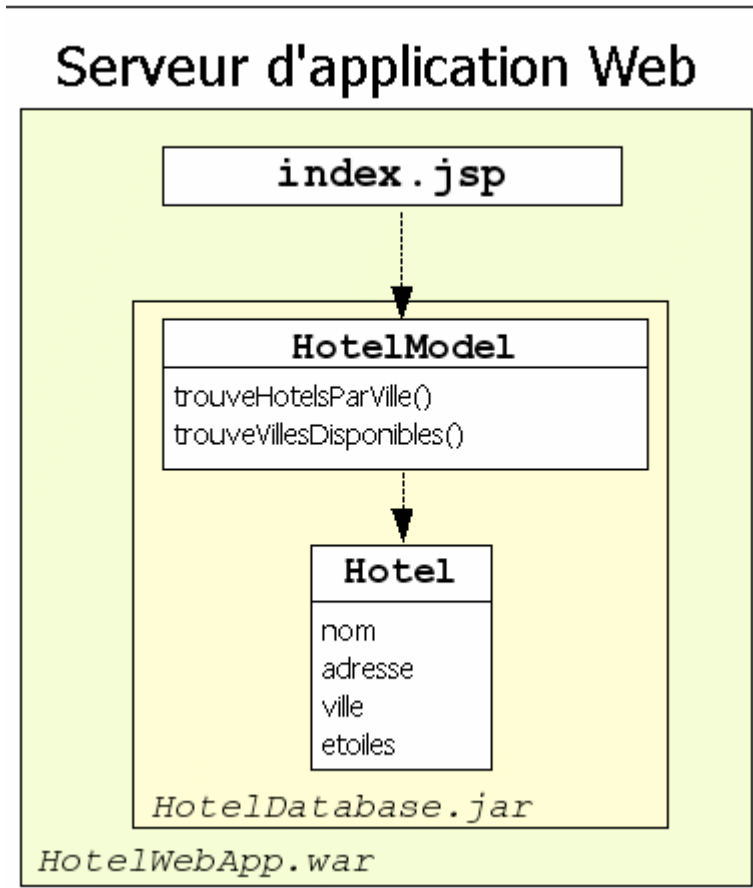 Serveur d'application Web
index.jsp
HotelModel
trouveHotelsParVille()
trouveVillesDisponibles()
Hotel
nom
adresse
ville
etoiles
HotelDatabase.jar
HotelWebApp.war